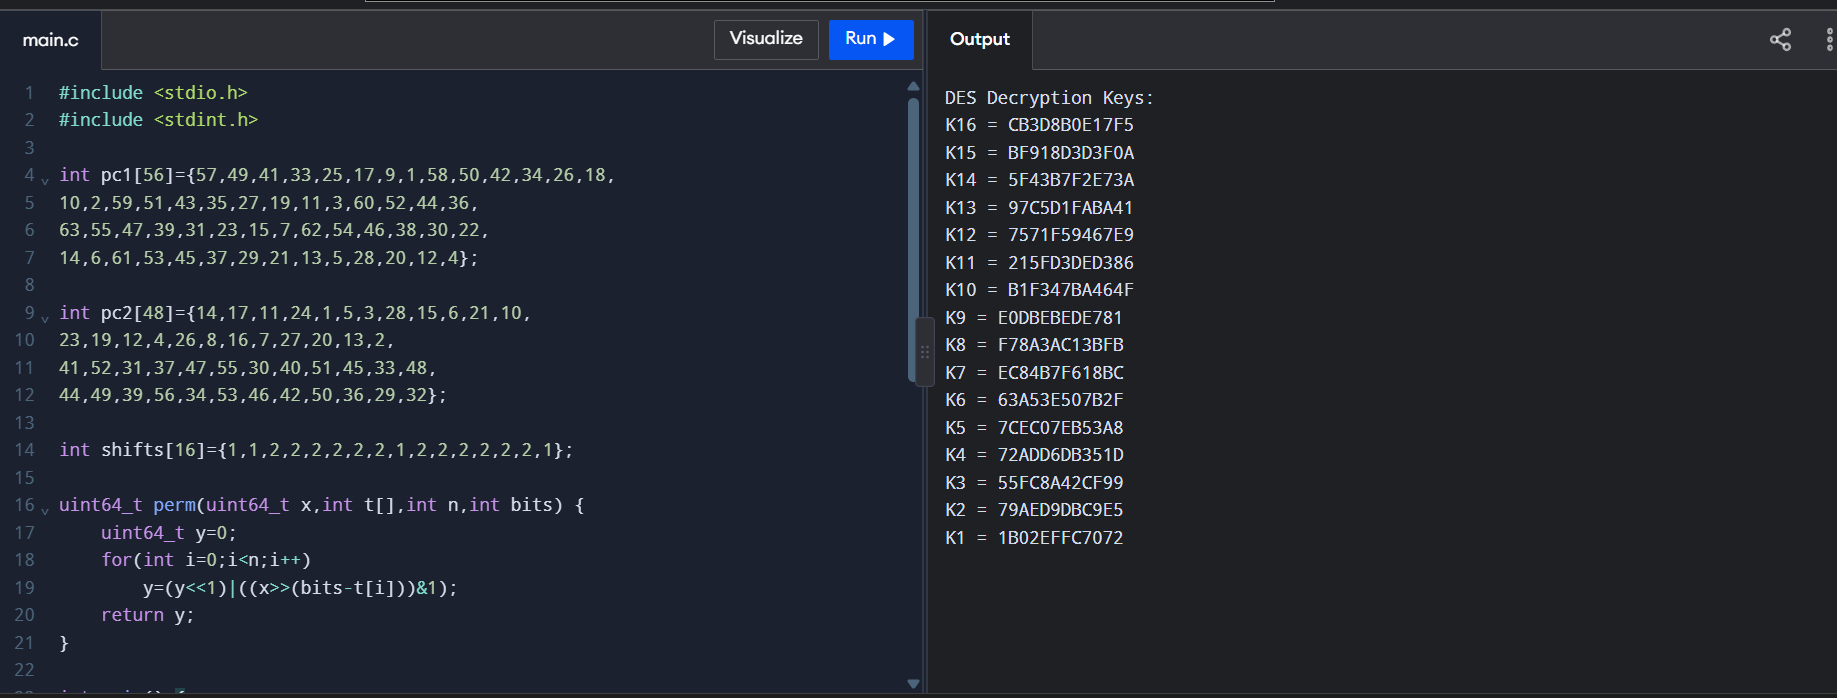 main.c
Visualize
Run
1 #include <stdio.h>
2 #include <stdint.h>
3
4 int pc1[56]={57,49,41,33,25,17,9,1,58,50,42,34,26,18,
5 10,2,59,51,43,35,27,19,11,3,60,52,44,36,
6 63,55,47,39,31,23,15,7,62,54,46,38,30,22,
7 14,6,61,53,45,37,29,21,13,5,28,20,12,4};
8
9 int pc2[48]={14,17,11,24,1,5,3,28,15,6,21,10,
10 23,19,12,4,26,8,16,7,27,20,13,2,
11 41,52,31,37,47,55,30,40,51,45,33,48,
12 44,49,39,56,34,53,46,42,50,36,29,32};
13
14 int shifts[16]={1,1,2,2,2,2,2,2,1,2,2,2,2,2,2,1};
15
16 uint64_t perm(uint64_t x,int t[],int n,int bits) {
17     uint64_t y=0;
18     for(int i=0;i<n;i++)
19         y=(y<<1)|((x>>(bits-t[i]))&1);
20     return y;
21 }
22
Output
DES Decryption Keys:
K16 = CB3D8B0E17F5
K15 = BF918D3D3F0A
K14 = 5F43B7F2E73A
K13 = 97C5D1FABA41
K12 = 7571F59467E9
K11 = 215FD3DED386
K10 = B1F347BA464F
K9 = E0DBEBEDE781
K8 = F78A3AC13BFB
K7 = EC84B7F618BC
K6 = 63A53E507B2F
K5 = 7CEC07EB53A8
K4 = 72ADD6DB351D
K3 = 55FC8A42CF99
K2 = 79AED9DBC9E5
K1 = 1B02EFFC7072